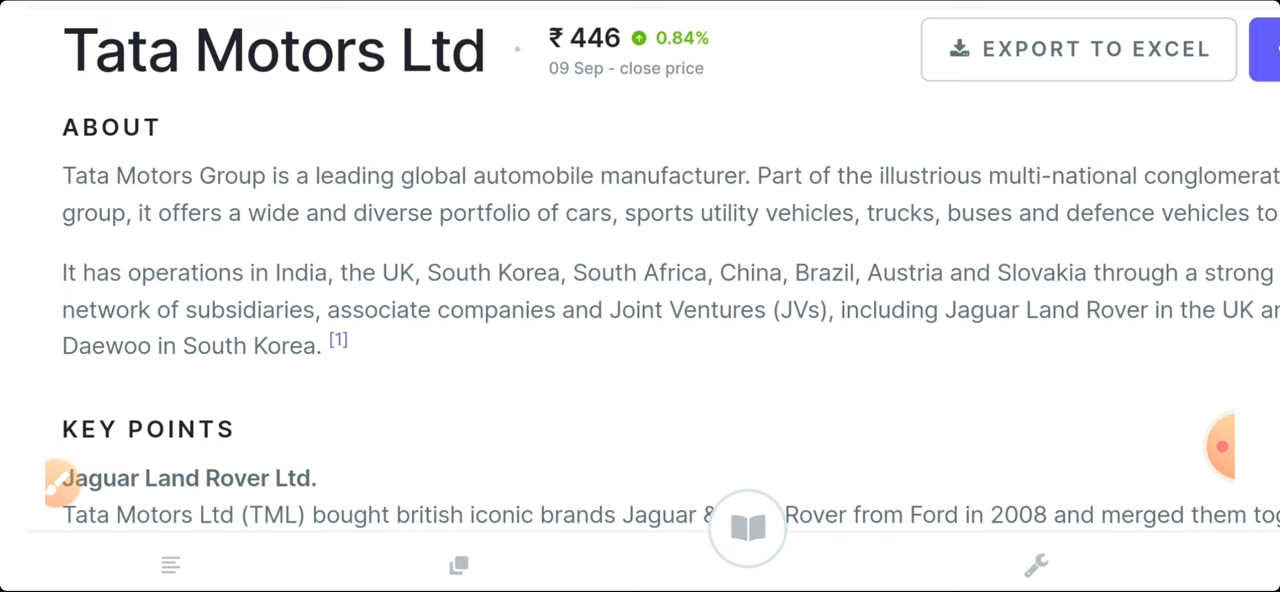 Tata Motors Ltd
₹ 446 0.84%
09 Sep - close price
EXPORT TO EXCEL
ABOUT
Tata Motors Group is a leading global automobile manufacturer. Part of the illustrious multi-national conglomerat
group, it offers a wide and diverse portfolio of cars, sports utility vehicles, trucks, buses and defence vehicles to
It has operations in India, the UK, South Korea, South Africa, China, Brazil, Austria and Slovakia through a strong
network of subsidiaries, associate companies and Joint Ventures (JVs), including Jaguar Land Rover in the UK
Daewoo in South Korea. [1]
KEY POINTS
Jaguar Land Rover Ltd.
Tata Motors Ltd (TML) bought british iconic brands Jaguar & Rover from Ford in 2008 and merged them